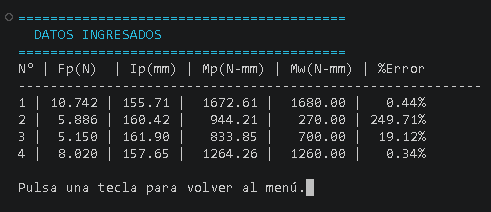 ==========================================
DATOS INGRESADOS
==========================================
N° | Fp(N) | Ip(mm) | Mp(N-mm) | Mw(N-mm) | %Error
-----------------------------------------------------------
1 | 10.742 | 155.71 | 1672.61 | 1680.00 | 0.44%
2 | 5.886 | 160.42 | 944.21 | 270.00 | 249.71%
3 | 5.150 | 161.90 | 833.85 | 700.00 | 19.12%
4 | 8.020 | 157.65 | 1264.26 | 1260.00 | 0.34%
Pulsa una tecla para volver al menú.